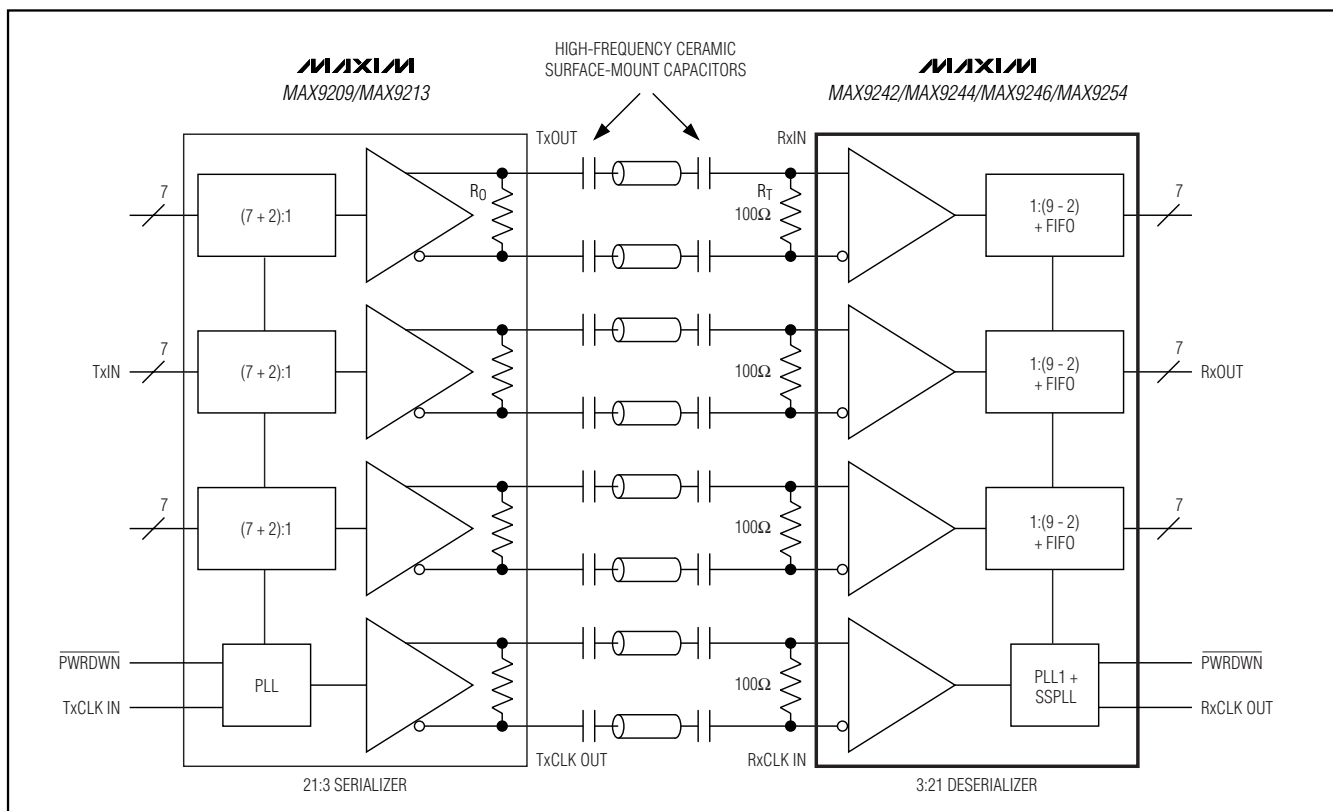 HIGH-FREQUENCY CERAMIC
SURFACE-MOUNT CAPACITORS
MAXIM
MAX9209/MAX9213
MAXIM
MAX9242/MAX9244/MAX9246/MAX9254
TxOUT
RxIN
7
(7 + 2):1
RO
RT
100Ω
1:(9 - 2)
+ FIFO
7
TxIN
7
(7 + 2):1
100Ω
1:(9 - 2)
+ FIFO
7
RxOUT
7
(7 + 2):1
100Ω
1:(9 - 2)
+ FIFO
7
PWRDWN
TxCLK IN
PLL
100Ω
PLL1 +
SSPLL
PWRDWN
RxCLK OUT
TxCLK OUT
RxCLK IN
21:3 SERIALIZER
3:21 DESERIALIZER